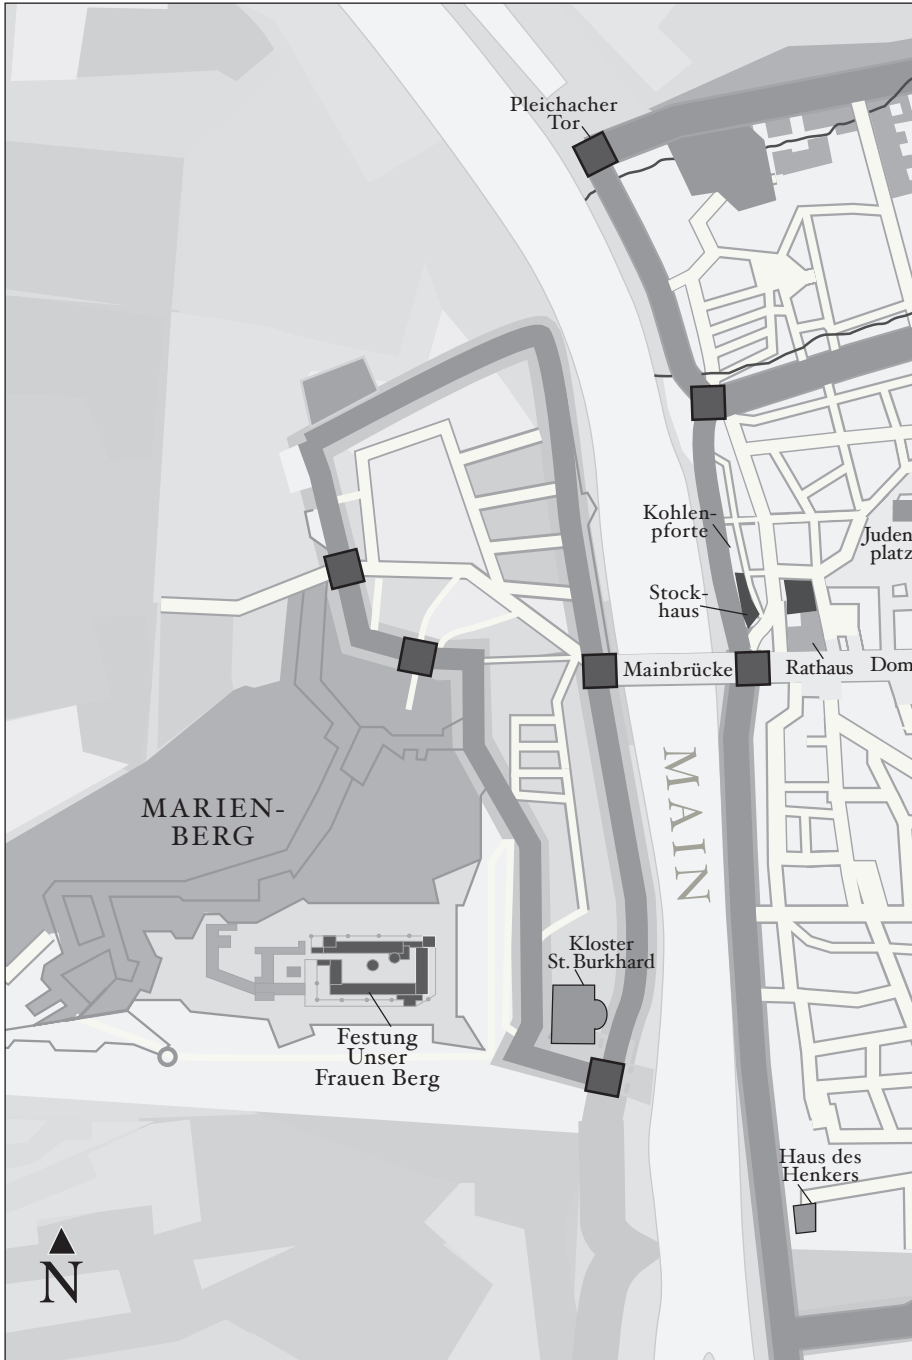 Pleichacher
Tor
Kohlen-
pforte
Juden
platz
Stock-
haus
Mainbrücke
Rathaus
Dom
MAIN
MARIEN-
BERG
Kloster
St. Burkhard
Festung
Unser
Frauen Berg
Haus des
Henkers
N